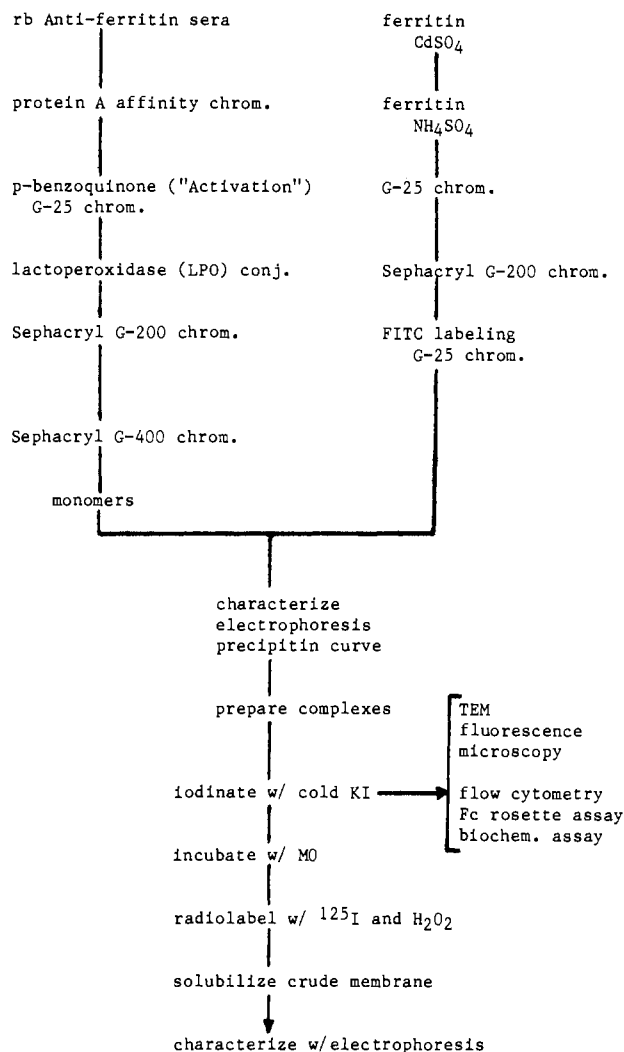 rb Anti-ferritin sera
protein A affinity chrom.
p-benzoquinone ("Activation")
G-25 chrom.
lactoperoxidase (LPO) conj.
Sephacryl G-200 chrom.
Sephacryl G-400 chrom.
monomers
ferritin
CdSO4
ferritin
NH4SO4
G-25 chrom.
Sephacryl G-200 chrom.
FITC labeling
G-25 chrom.
characterize
electrophoresis
precipitin curve
prepare complexes
iodinate w/ cold KI
TEM
fluorescence
microscopy
flow cytometry
Fc rosette assay
biochem. assay
incubate w/ MO
radiolabel w/ 125I and H2O2
solubilize crude membrane
characterize w/electrophoresis